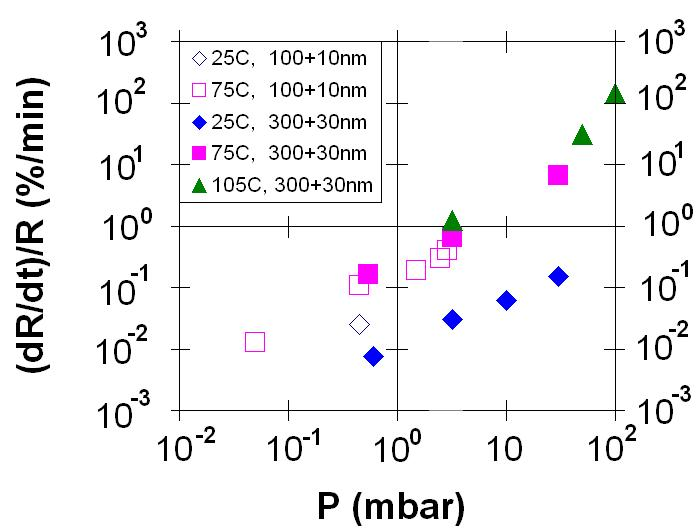 10³ 10³
25C, 100+10nm
75C, 100+10nm
10² 10²
25C, 300+30nm
75C, 300+30nm
10¹ 10¹
105C, 300+30nm
10⁰ 10⁰
10⁻¹ 10⁻¹
10⁻² 10⁻²
10⁻³ 10⁻³
(dR/dt)/R (%/min)
10⁻² 10⁻¹ 10⁰ 10 10²
P (mbar)